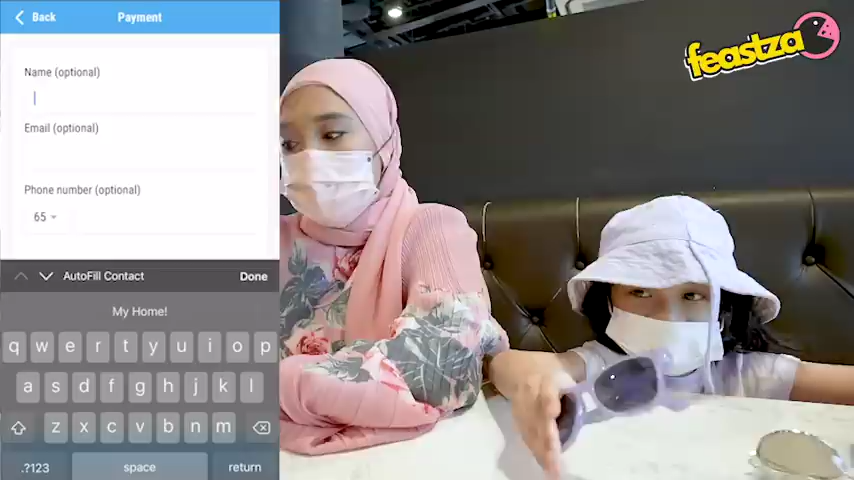 Back
Payment
Name (optional)
Email (optional)
Phone number (optional)
65
AutoFill Contact
Done
My Home!
q w e r t y u i o p
a s d f g h j k l
z x c v b n m
.?123
space
return
feastza